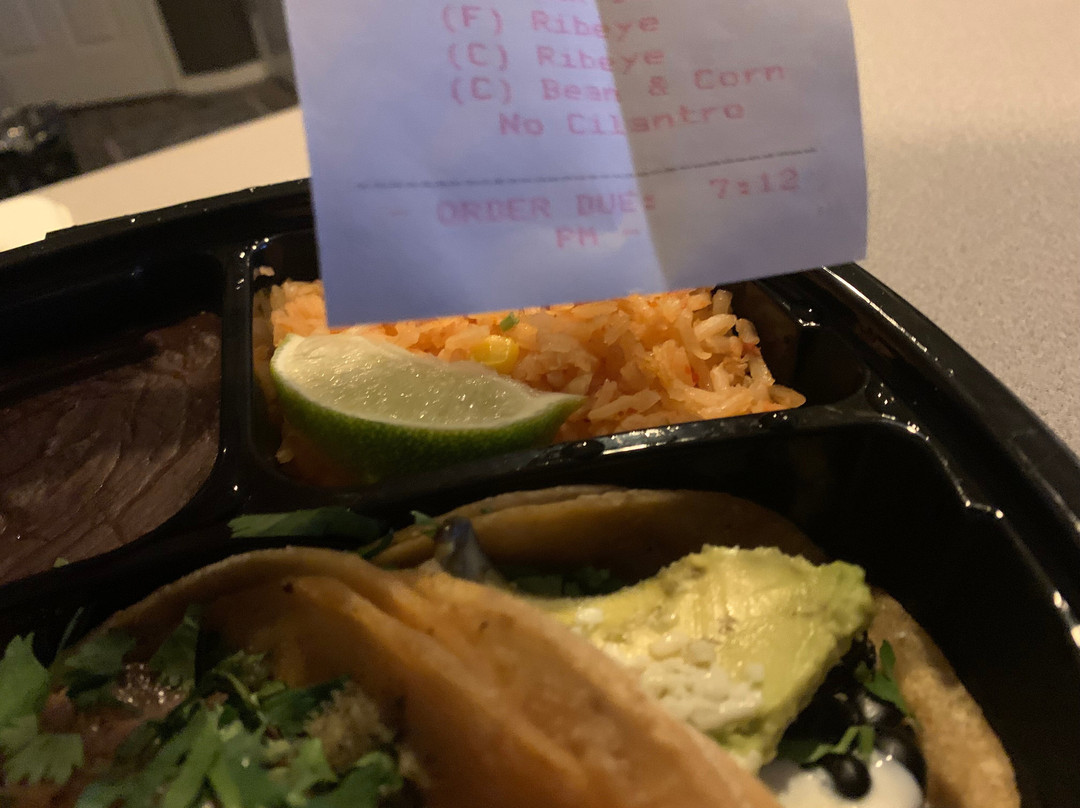 (F) Ribeye
(C) Ribeye
(C) Bean & Corn
No Cilantro
- ORDER DUE: 7:12
PM -